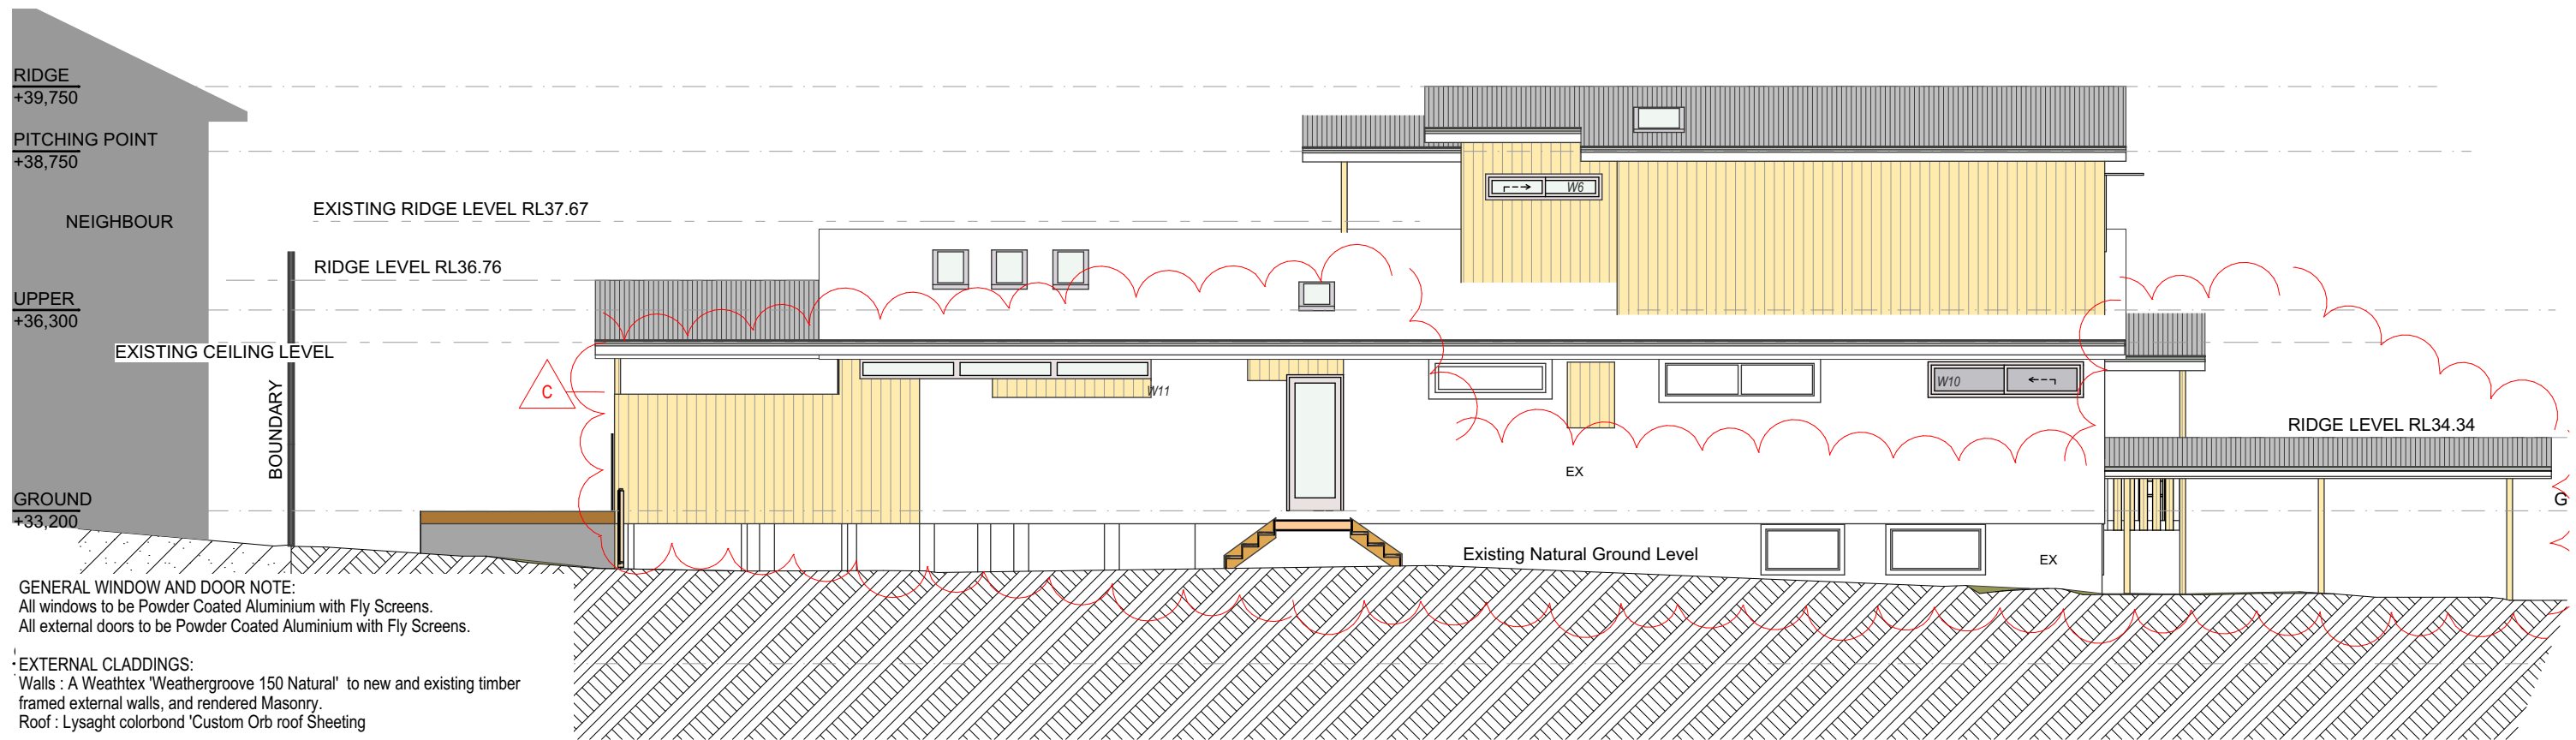 RIDGE
+39,750
PITCHING POINT
+38,750
NEIGHBOUR
EXISTING RIDGE LEVEL RL37.67
W6
RIDGE LEVEL RL36.76
UPPER
+36,300
EXISTING CEILING LEVEL
BOUNDARY
C
W11
W10
RIDGE LEVEL RL34.34
EX
GROUND
+33,200
G
Existing Natural Ground Level
EX
GENERAL WINDOW AND DOOR NOTE:
All windows to be Powder Coated Aluminium with Fly Screens.
All external doors to be Powder Coated Aluminium with Fly Screens.
EXTERNAL CLADDINGS:
Walls : A Weathtex 'Weathergroove 150 Natural' to new and existing timber
framed external walls, and rendered Masonry.
Roof : Lysaght colorbond 'Custom Orb roof Sheeting